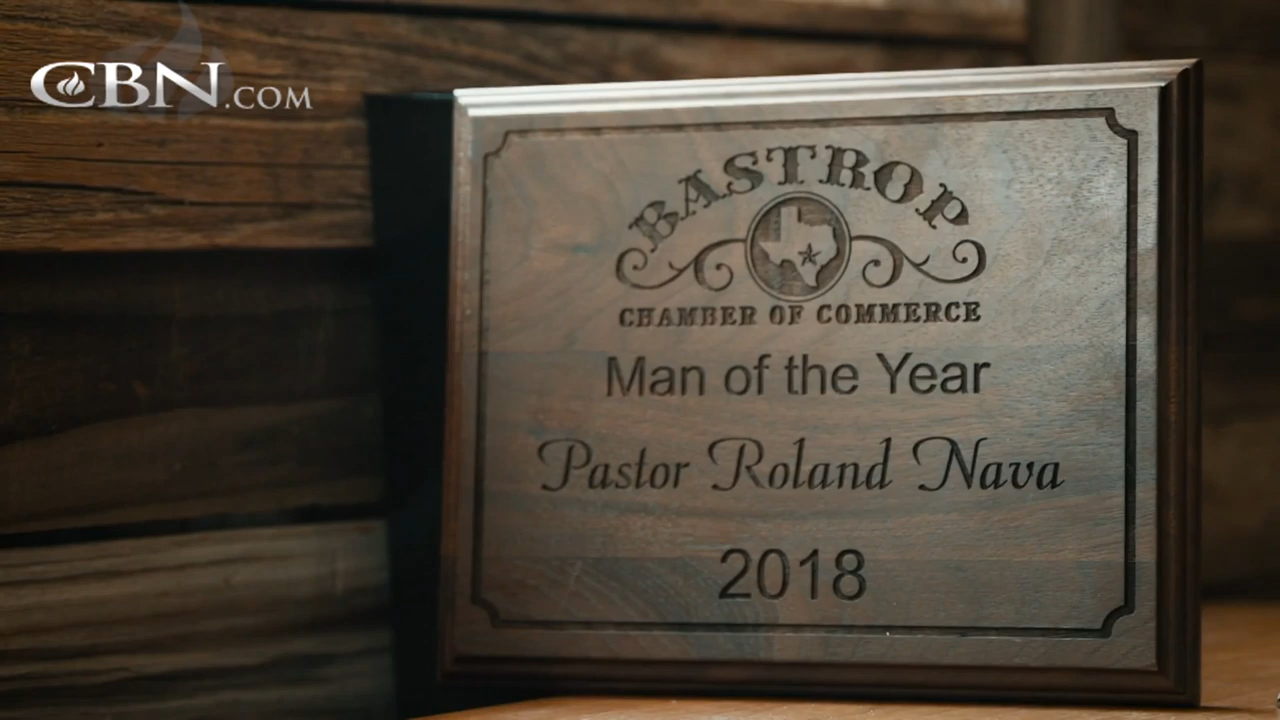 CBN.COM
BASTROP
CHAMBER OF COMMERCE
Man of the Year
Pastor Roland Nava
2018